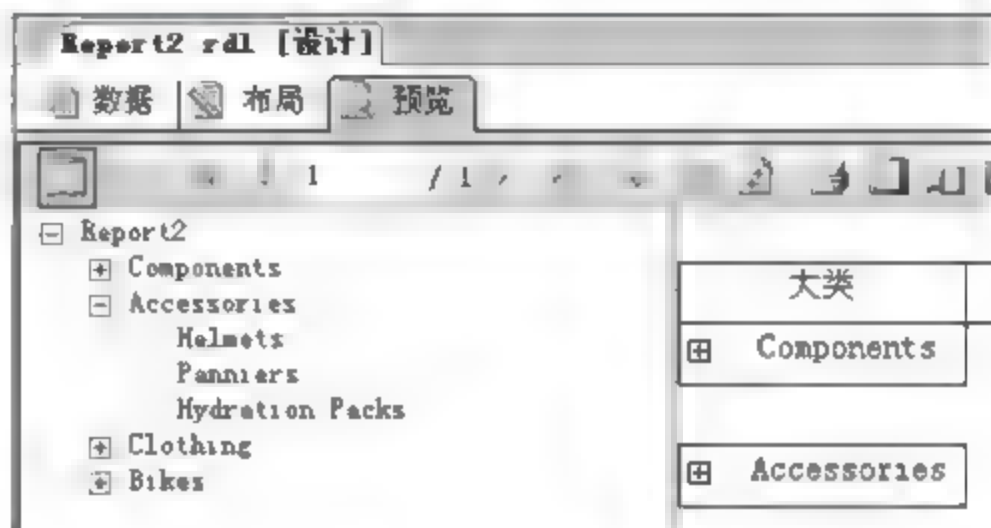 Report2 rdl [设计]
数据 布局 预览
1 / 1
Report2
Components
Accessories
Helmets
Panniers
Hydration Packs
Clothing
Bikes
大类
Components
Accessories